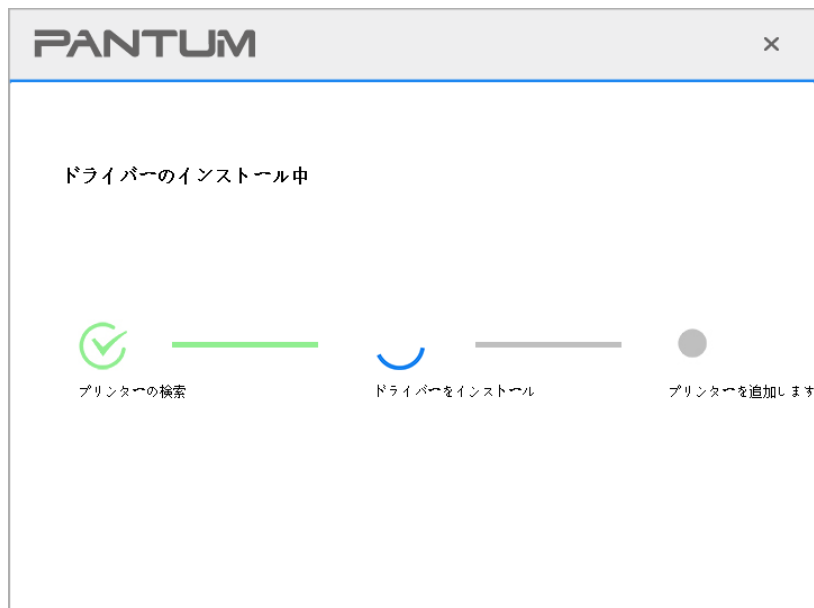 PANTUM
ドライバーのインストール中
プリンターの検索
ドライバーをインストール
プリンターを追加します